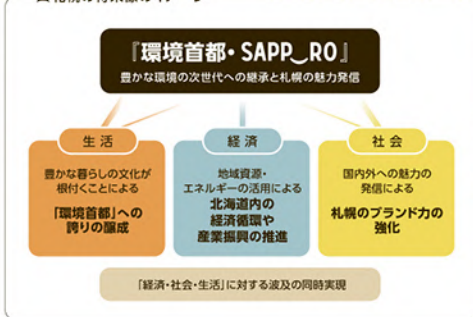 『環境首都・SAPP‿RO』
豊かな環境の次世代への継承と札幌の魅力発信
生活
豊かな暮らしの文化が
根付くことによる
「環境首都」への
誇りの醸成
経済
地域資源・
エネルギーの活用による
北海道内の
経済循環や
産業振興の推進
社会
国内外への魅力の
発信による
札幌のブランド力の
強化
「経済・社会・生活」に対する波及の同時実現